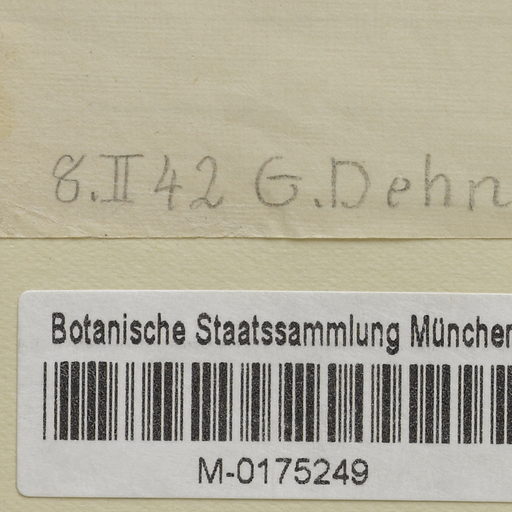 8.II 42 G. Dehn
Botanische Staatssammlung München
M-0175249